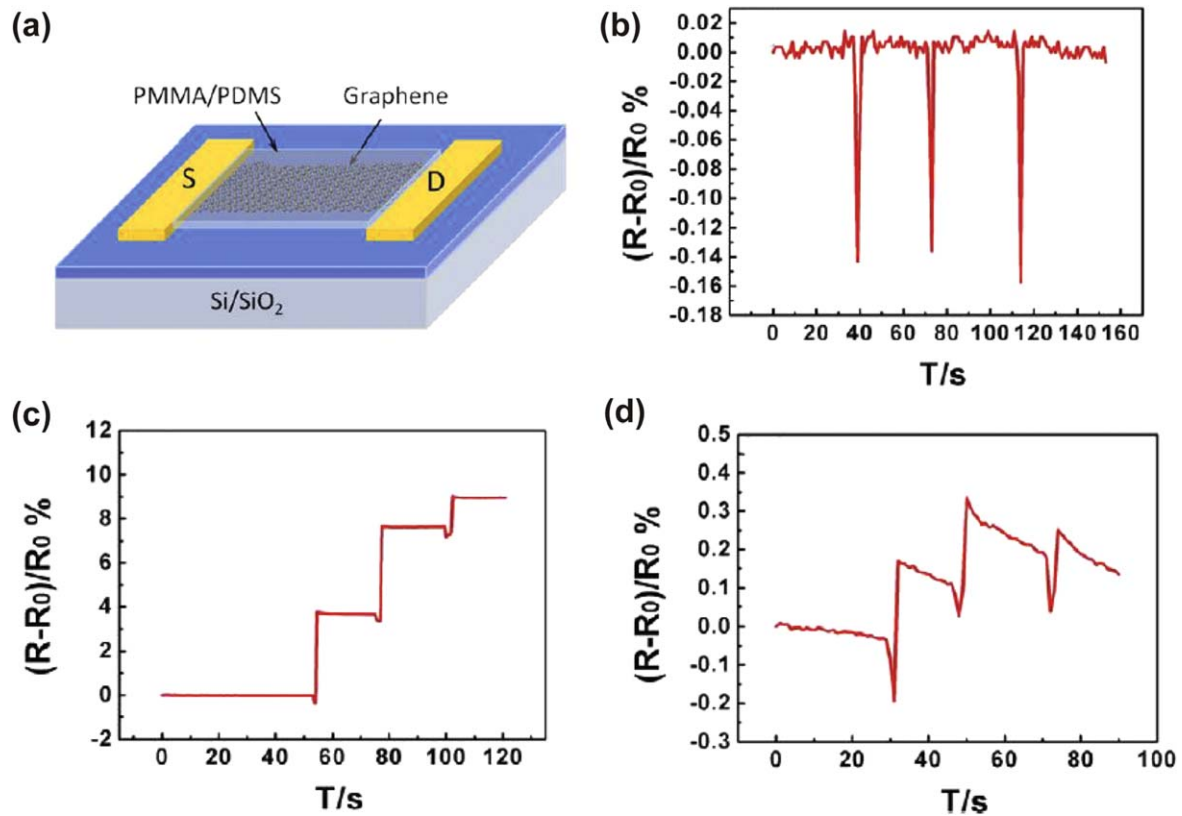 (a)
PMMA/PDMS
Graphene
S
D
Si/SiO₂
(b)
0.02
0.00
-0.02
-0.04
-0.06
-0.08
-0.10
-0.12
-0.14
-0.16
-0.18
(R-R₀)/R₀ %
0 20 40 60 80 100 120 140 160
T/s
(c)
12
10
8
6
4
2
0
-2
(R-R₀)/R₀ %
0 20 40 60 80 100 120
T/s
(d)
0.5
0.4
0.3
0.2
0.1
0.0
-0.1
-0.2
-0.3
(R-R₀)/R₀ %
0 20 40 60 80 100
T/s